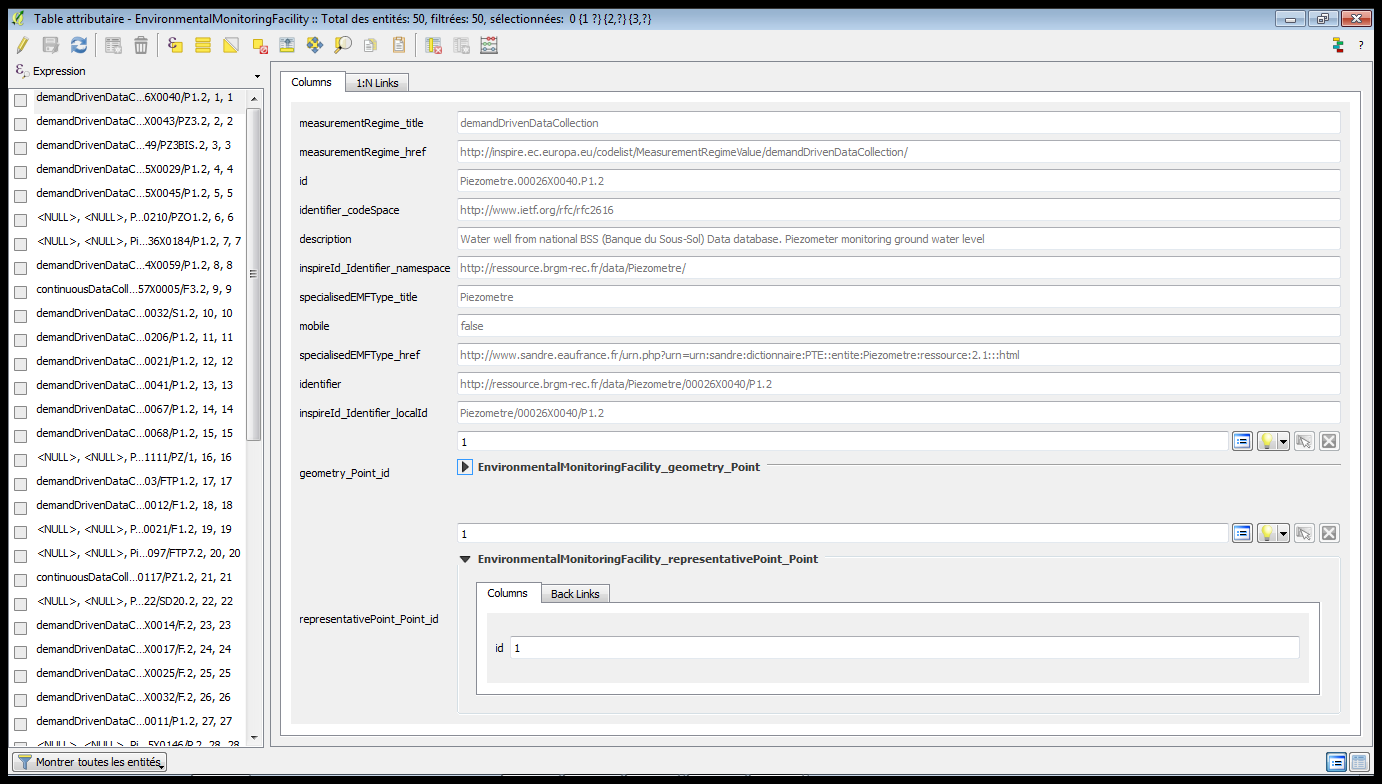 Table attributaire - EnvironmentalMonitoringFacility :: Total des entités: 50, filtrées: 50, sélectionnées: 0 {1 ?} {2,?} {3,?}
Expression
demandDrivenDataC...6X0040/P1.2, 1, 1
demandDrivenDataC...X0043/PZ3.2, 2, 2
demandDrivenDataC...49/PZ3BIS.2, 3, 3
demandDrivenDataC...5X0029/P1.2, 4, 4
demandDrivenDataC...5X0045/P1.2, 5, 5
<NULL>, <NULL>, P...0210/PZO1.2, 6, 6
<NULL>, <NULL>, Pi...36X0184/P1.2, 7, 7
demandDrivenDataC...4X0059/P1.2, 8, 8
continuousDataColl...57X0005/F3.2, 9, 9
demandDrivenDataC...0032/S1.2, 10, 10
demandDrivenDataC...0206/P1.2, 11, 11
demandDrivenDataC...0021/P1.2, 12, 12
demandDrivenDataC...0041/P1.2, 13, 13
demandDrivenDataC...0067/P1.2, 14, 14
demandDrivenDataC...0068/P1.2, 15, 15
<NULL>, <NULL>, P...1111/PZ/1, 16, 16
demandDrivenDataC...03/FTP1.2, 17, 17
demandDrivenDataC...0012/F1.2, 18, 18
<NULL>, <NULL>, P...0021/F1.2, 19, 19
<NULL>, <NULL>, Pi...097/FTP7.2, 20, 20
continuousDataColl...0117/PZ1.2, 21, 21
<NULL>, <NULL>, P...22/SD20.2, 22, 22
demandDrivenDataC...X0014/F.2, 23, 23
demandDrivenDataC...X0017/F.2, 24, 24
demandDrivenDataC...X0025/F.2, 25, 25
demandDrivenDataC...X0032/F.2, 26, 26
demandDrivenDataC...0011/P1.2, 27, 27
<NULL>, <NULL>, Pi...5X0146/P.2, 28, 28
Montrer toutes les entités
Columns 1:N Links
measurementRegime_title demandDrivenDataCollection
measurementRegime_href http://inspire.ec.europa.eu/codelist/MeasurementRegimeValue/demandDrivenDataCollection/
id Piezometre.00026X0040.P1.2
identifier_codeSpace http://www.ietf.org/rfc/rfc2616
description Water well from national BSS (Banque du Sous-Sol) Data database. Piezometer monitoring ground water level
inspireId_Identifier_namespace http://ressource.brgm-rec.fr/data/Piezometre/
specialisedEMFType_title Piezometre
mobile false
specialisedEMFType_href http://www.sandre.eaufrance.fr/urn.php?urn=urn:sandre:dictionnaire:PTE::entite:Piezometre:ressource:2.1:::html
identifier http://ressource.brgm-rec.fr/data/Piezometre/00026X0040/P1.2
inspireId_Identifier_localId Piezometre/00026X0040/P1.2
1
EnvironmentalMonitoringFacility_geometry_Point
geometry_Point_id
1
EnvironmentalMonitoringFacility_representativePoint_Point
Columns Back Links
representativePoint_Point_id
id 1